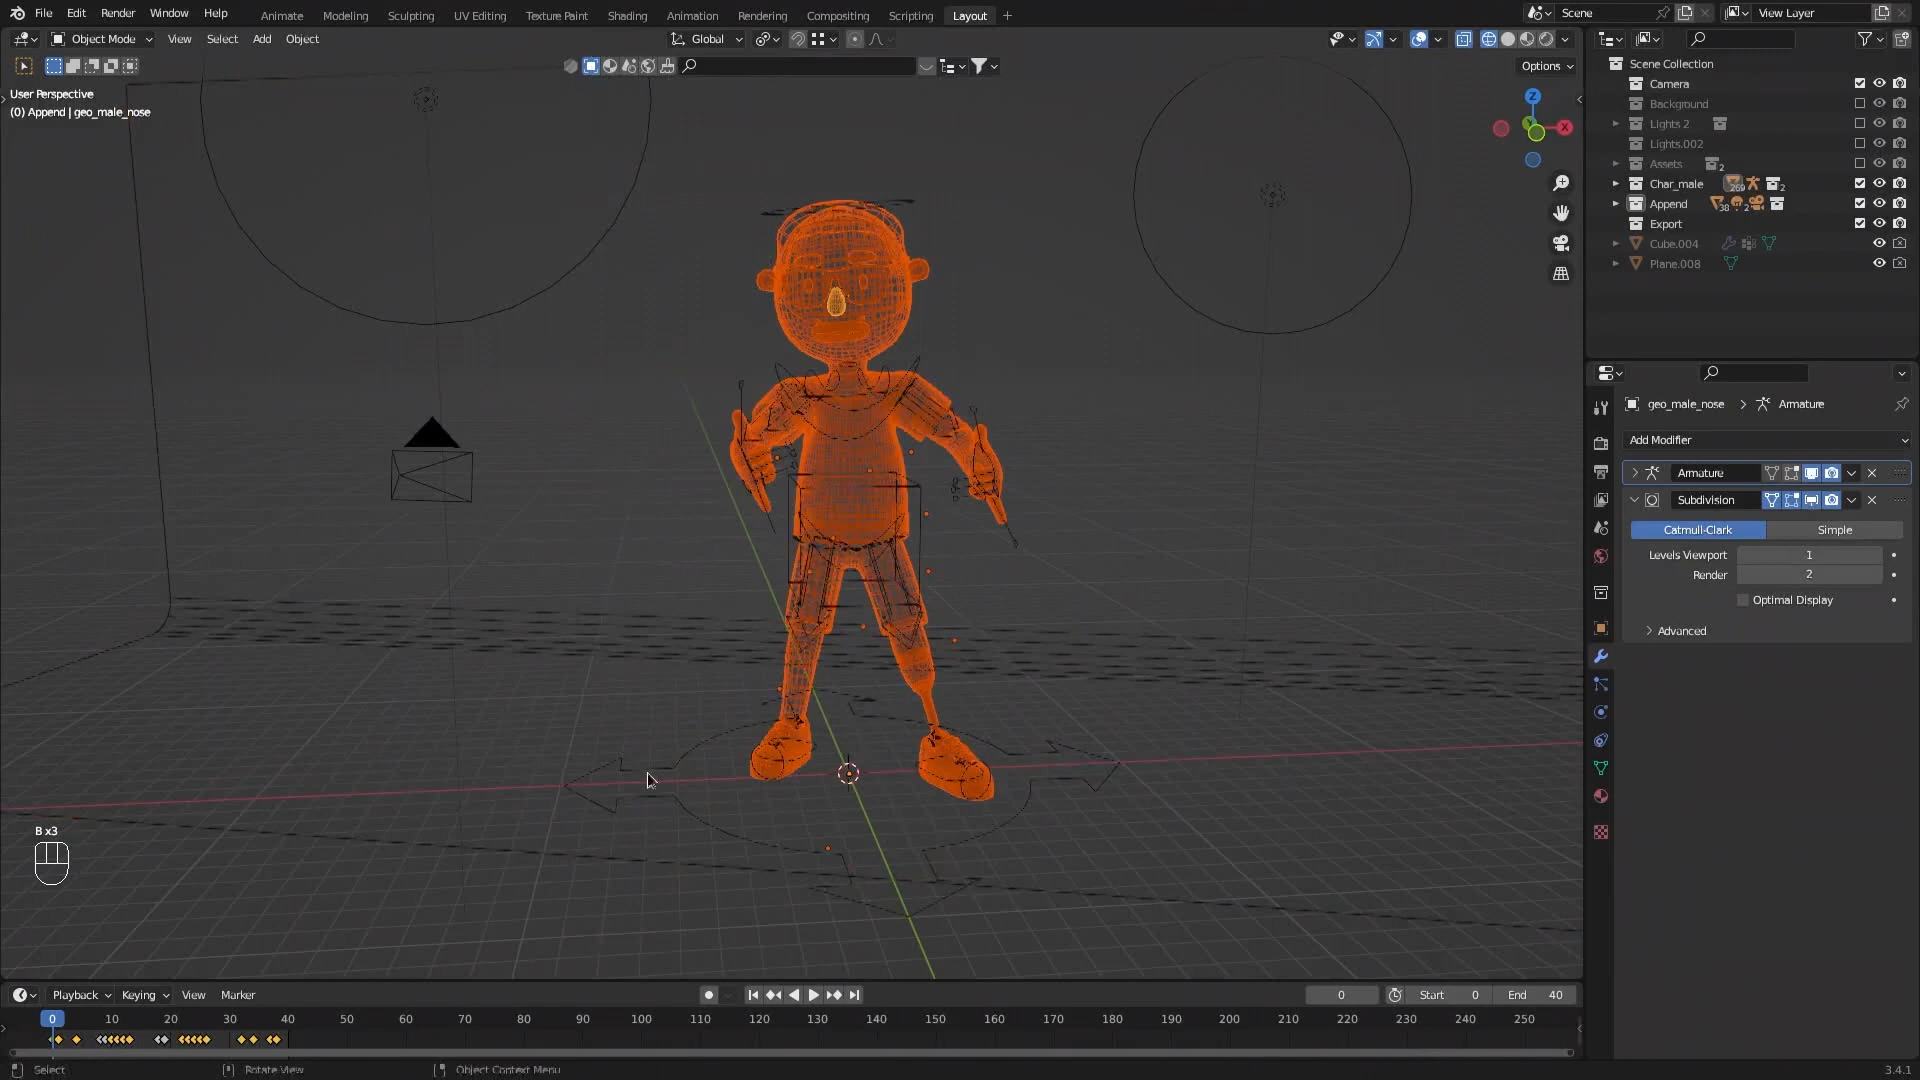 File Edit Render Window Help Animate Modeling Sculpting UV Editing Texture Paint Shading Animation Rendering Compositing Scripting Layout + Scene View Layer
Object Mode View Select Add Object Global
Options
User Perspective
(0) Append | geo_male_nose
Z
X
Scene Collection
Camera
Background
Lights 2
Lights.002
Assets 2
Char_male 269 2
Append 38 2
Export
Cube.004
Plane.008
geo_male_nose > Armature
Add Modifier
Armature
Subdivision
Catmull-Clark Simple
Levels Viewport 1
Render 2
Optimal Display
Advanced
B x3
Playback Keying View Marker 0 Start 0 End 40
0 10 20 30 40 50 60 70 80 90 100 110 120 130 140 150 160 170 180 190 200 210 220 230 240 250
Select Rotate View Object Context Menu 3.4.1